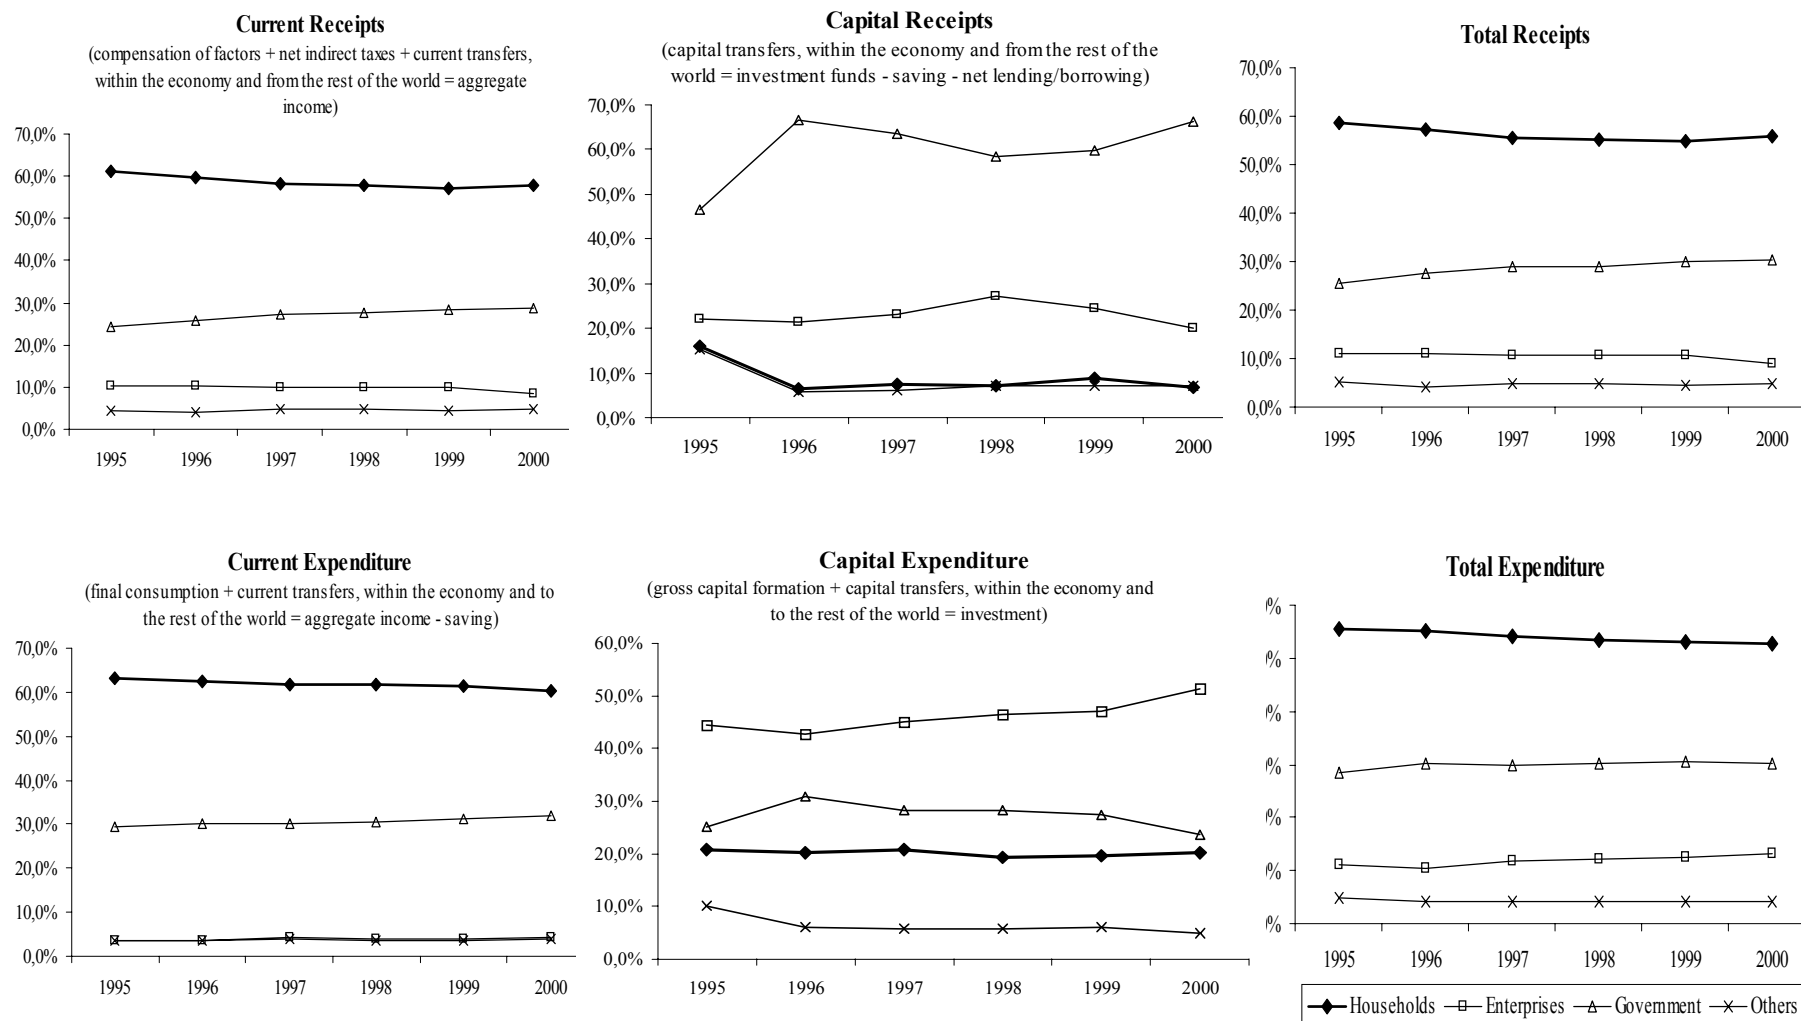 Current Receipts
(compensation of factors + net indirect taxes + current transfers,
within the economy and from the rest of the world = aggregate
income)
70,0%
60,0%
50,0%
40,0%
30,0%
20,0%
10,0%
0,0%
1995 1996 1997 1998 1999 2000
Capital Receipts
(capital transfers, within the economy and from the rest of the
world = investment funds - saving - net lending/borrowing)
70,0%
60,0%
50,0%
40,0%
30,0%
20,0%
10,0%
0,0%
1995 1996 1997 1998 1999 2000
Total Receipts
70,0%
60,0%
50,0%
40,0%
30,0%
20,0%
10,0%
0,0%
1995 1996 1997 1998 1999 2000
Current Expenditure
(final consumption + current transfers, within the economy and to
the rest of the world = aggregate income - saving)
70,0%
60,0%
50,0%
40,0%
30,0%
20,0%
10,0%
0,0%
1995 1996 1997 1998 1999 2000
Capital Expenditure
(gross capital formation + capital transfers, within the economy and
to the rest of the world = investment)
60,0%
50,0%
40,0%
30,0%
20,0%
10,0%
0,0%
1995 1996 1997 1998 1999 2000
Total Expenditure
1995 1996 1997 1998 1999 2000
Households Enterprises Government Others